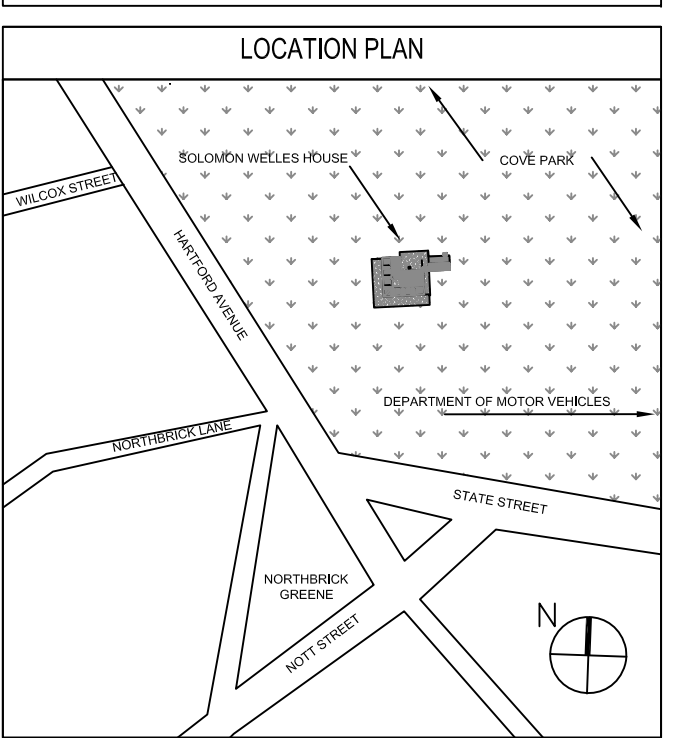 LOCATION PLAN
SOLOMON WELLES HOUSE
COVE PARK
WILCOX STREET
HARTFORD AVENUE
DEPARTMENT OF MOTOR VEHICLES
NORTHBRICK LANE
STATE STREET
NORTHBRICK
GREENE
NOTT STREET
N